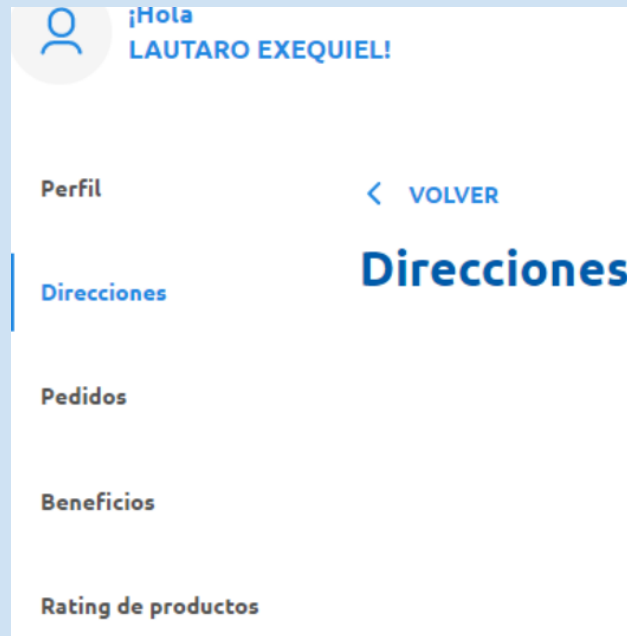 ¡Hola
LAUTARO EXEQUIEL!
Perfil
Direcciones
Pedidos
Beneficios
Rating de productos
VOLVER
Direcciones